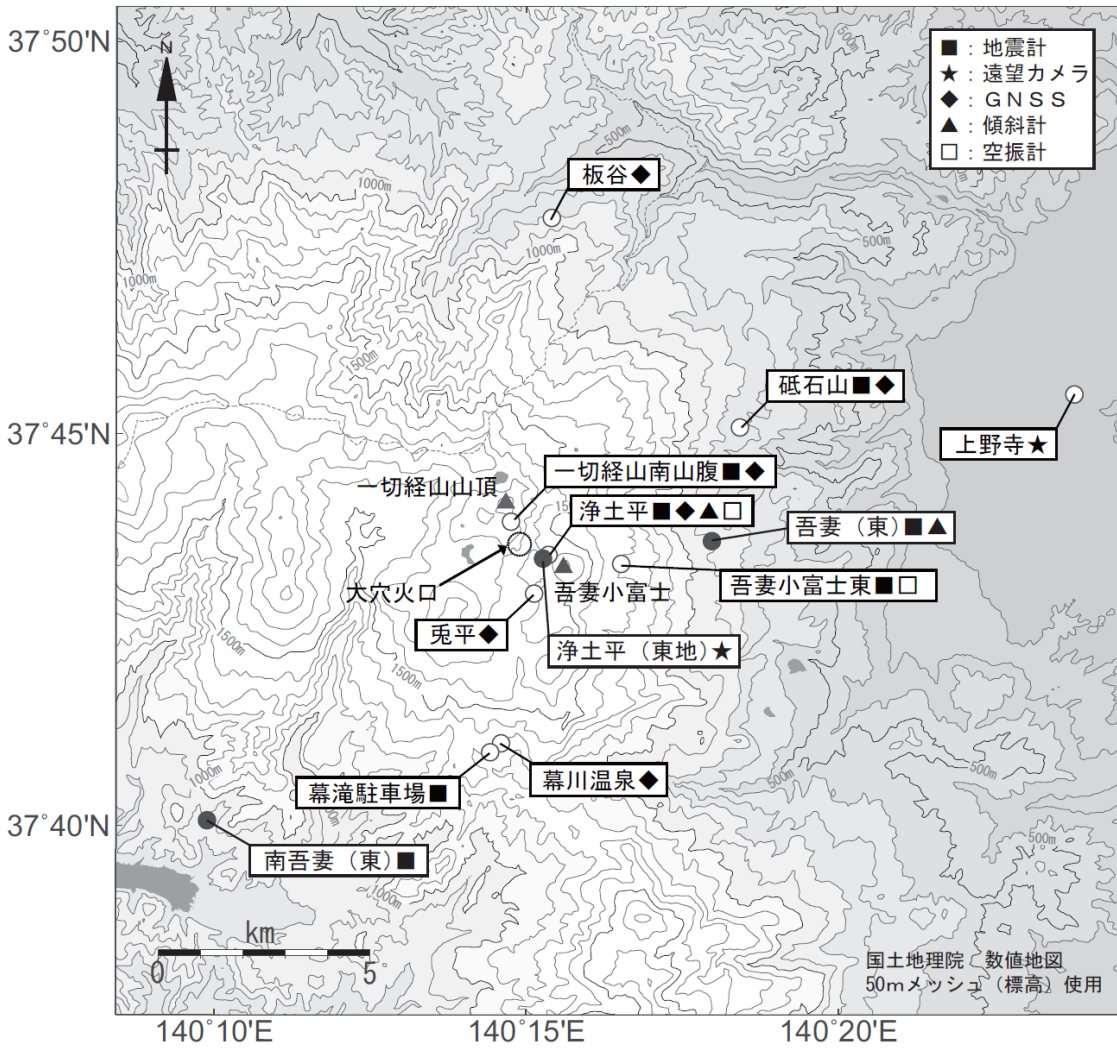 37°50'N
N
■：地震計
★：遠望カメラ
◆：ＧＮＳＳ
▲：傾斜計
□：空振計
500m
500m
板谷◆
1000m
1000m
500m
500m
1000m
1500m
砥石山■◆
37°45'N
上野寺★
一切経山南山腹■◆
一切経山山頂
浄土平■◆▲□
吾妻（東）■▲
大穴火口
吾妻小富士
吾妻小富士東■□
兎平◆
浄土平（東地）★
1500m
1500m
幕滝駐車場■
幕川温泉◆
1000m
500m
500m
500m
37°40'N
南吾妻（東）■
1000m
km
0
5
国土地理院　数値地図
50mメッシュ（標高）使用
140°10'E
140°15'E
140°20'E